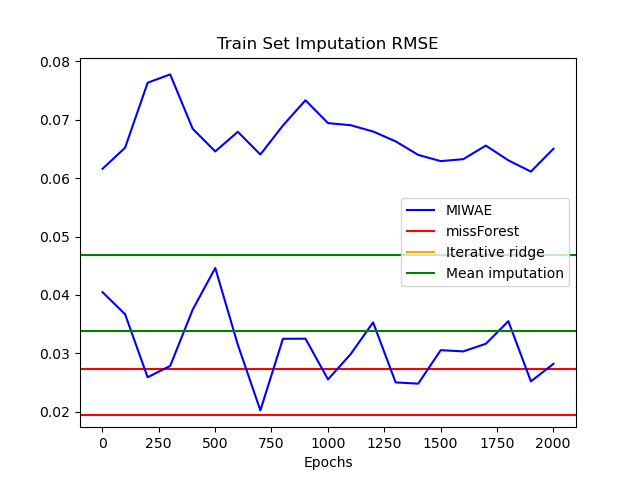 Train Set Imputation RMSE
0.08
0.07
0.06
0.05
0.04
0.03
0.02
MIWAE
missForest
Iterative ridge
Mean imputation
0 250 500 750 1000 1250 1500 1750 2000
Epochs